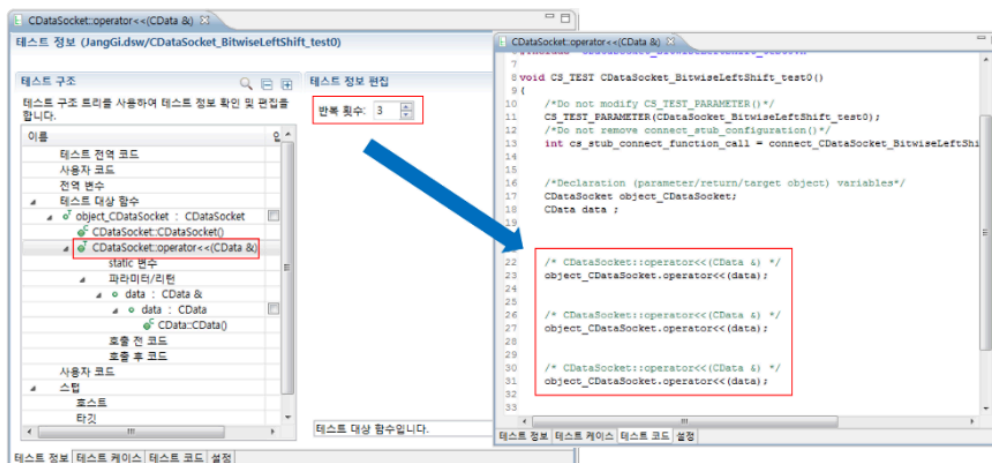 CDataSocket::operator<<(CData &)
테스트 정보 (JangGi.dsw/CDataSocket_BitwiseLeftShift_test0)
테스트 구조
테스트 구조 트리를 사용하여 테스트 정보 확인 및 편집을
합니다.
이름
테스트 전역 코드
사용자 코드
전역 변수
테스트 대상 함수
object_CDataSocket : CDataSocket
CDataSocket::CDataSocket()
CDataSocket::operator<<(CData &)
static 변수
파라미터/리턴
data : CData &
data : CData
CData::CData()
호출 전 코드
호출 후 코드
사용자 코드
스텁
호스트
타깃
테스트 정보 편집
반복 횟수: 3
테스트 대상 함수입니다.
테스트 정보 테스트 케이스 테스트 코드 설정
CDataSocket::operator<<(CData &)
7
8 void CS_TEST CDataSocket_BitwiseLeftShift_test0()
9 {
10 /*Do not modify CS_TEST_PARAMETER()*/
11 CS_TEST_PARAMETER(CDataSocket_BitwiseLeftShift_test0);
12 /*Do not remove connect_stub_configuration()*/
13 int cs_stub_connect_function_call = connect_CDataSocket_BitwiseLeftShi
14
15
16 /*Declaration (parameter/return/target object) variables*/
17 CDataSocket object_CDataSocket;
18 CData data ;
19
22 /* CDataSocket::operator<<(CData &) */
23 object_CDataSocket.operator<<(data);
24
25
26 /* CDataSocket::operator<<(CData &) */
27 object_CDataSocket.operator<<(data);
28
29
30 /* CDataSocket::operator<<(CData &) */
31 object_CDataSocket.operator<<(data);
32
33
테스트 정보 테스트 케이스 테스트 코드 설정